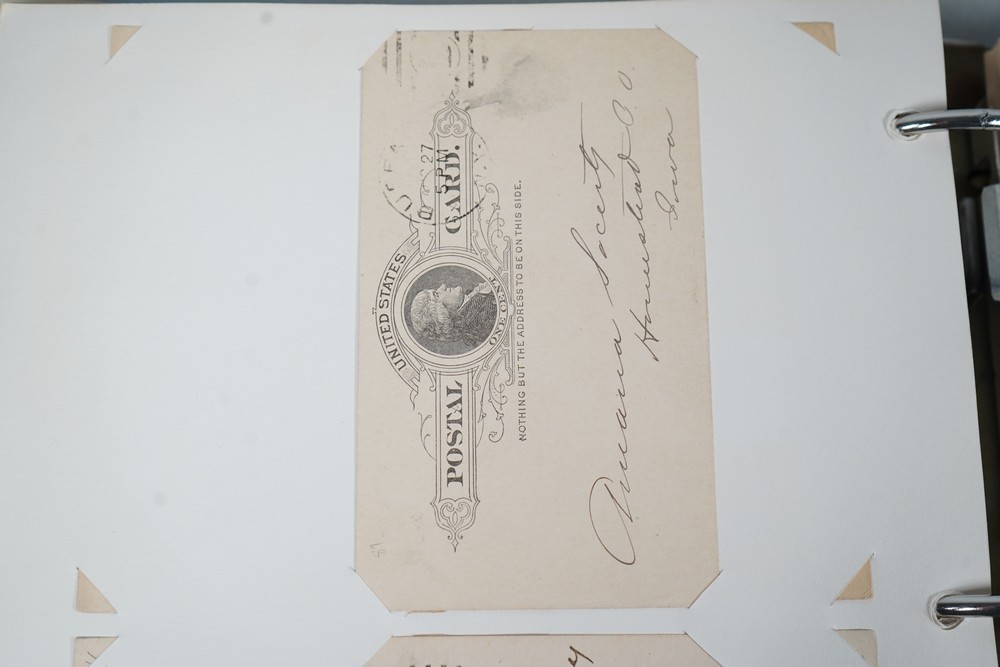 UNITED STATES
POSTAL CARD.
ONE CENT
NOTHING BUT THE ADDRESS TO BE ON THIS SIDE.
27
5 PM
Amana Society
Homestead P.O.
Iowa